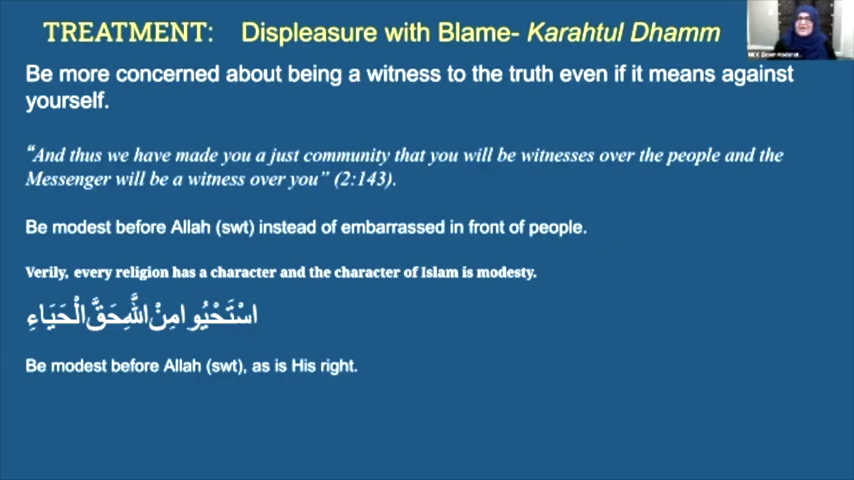 TREATMENT: Displeasure with Blame- Karahtul Dhamm
Be more concerned about being a witness to the truth even if it means against
yourself.
“And thus we have made you a just community that you will be witnesses over the people and the
Messenger will be a witness over you” (2:143).
Be modest before Allah (swt) instead of embarrassed in front of people.
Verily, every religion has a character and the character of Islam is modesty.
اسْتَحْيُوا مِنْ اللَّهِ حَقَّ الْحَيَاءِ
Be modest before Allah (swt), as is His right.